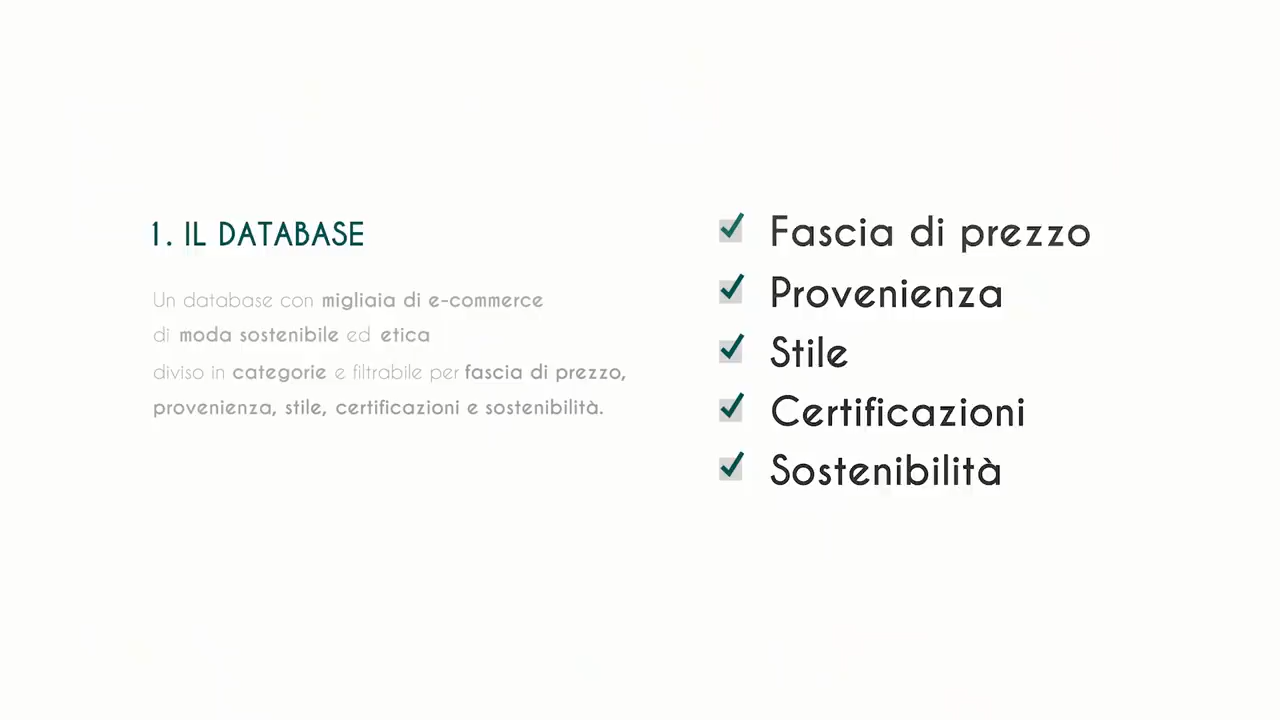 1. IL DATABASE
Un database con migliaia di e-commerce
di moda sostenibile ed etica
diviso in categorie e filtrabile per fascia di prezzo,
provenienza, stile, certificazioni e sostenibilità.
Fascia di prezzo
Provenienza
Stile
Certificazioni
Sostenibilità